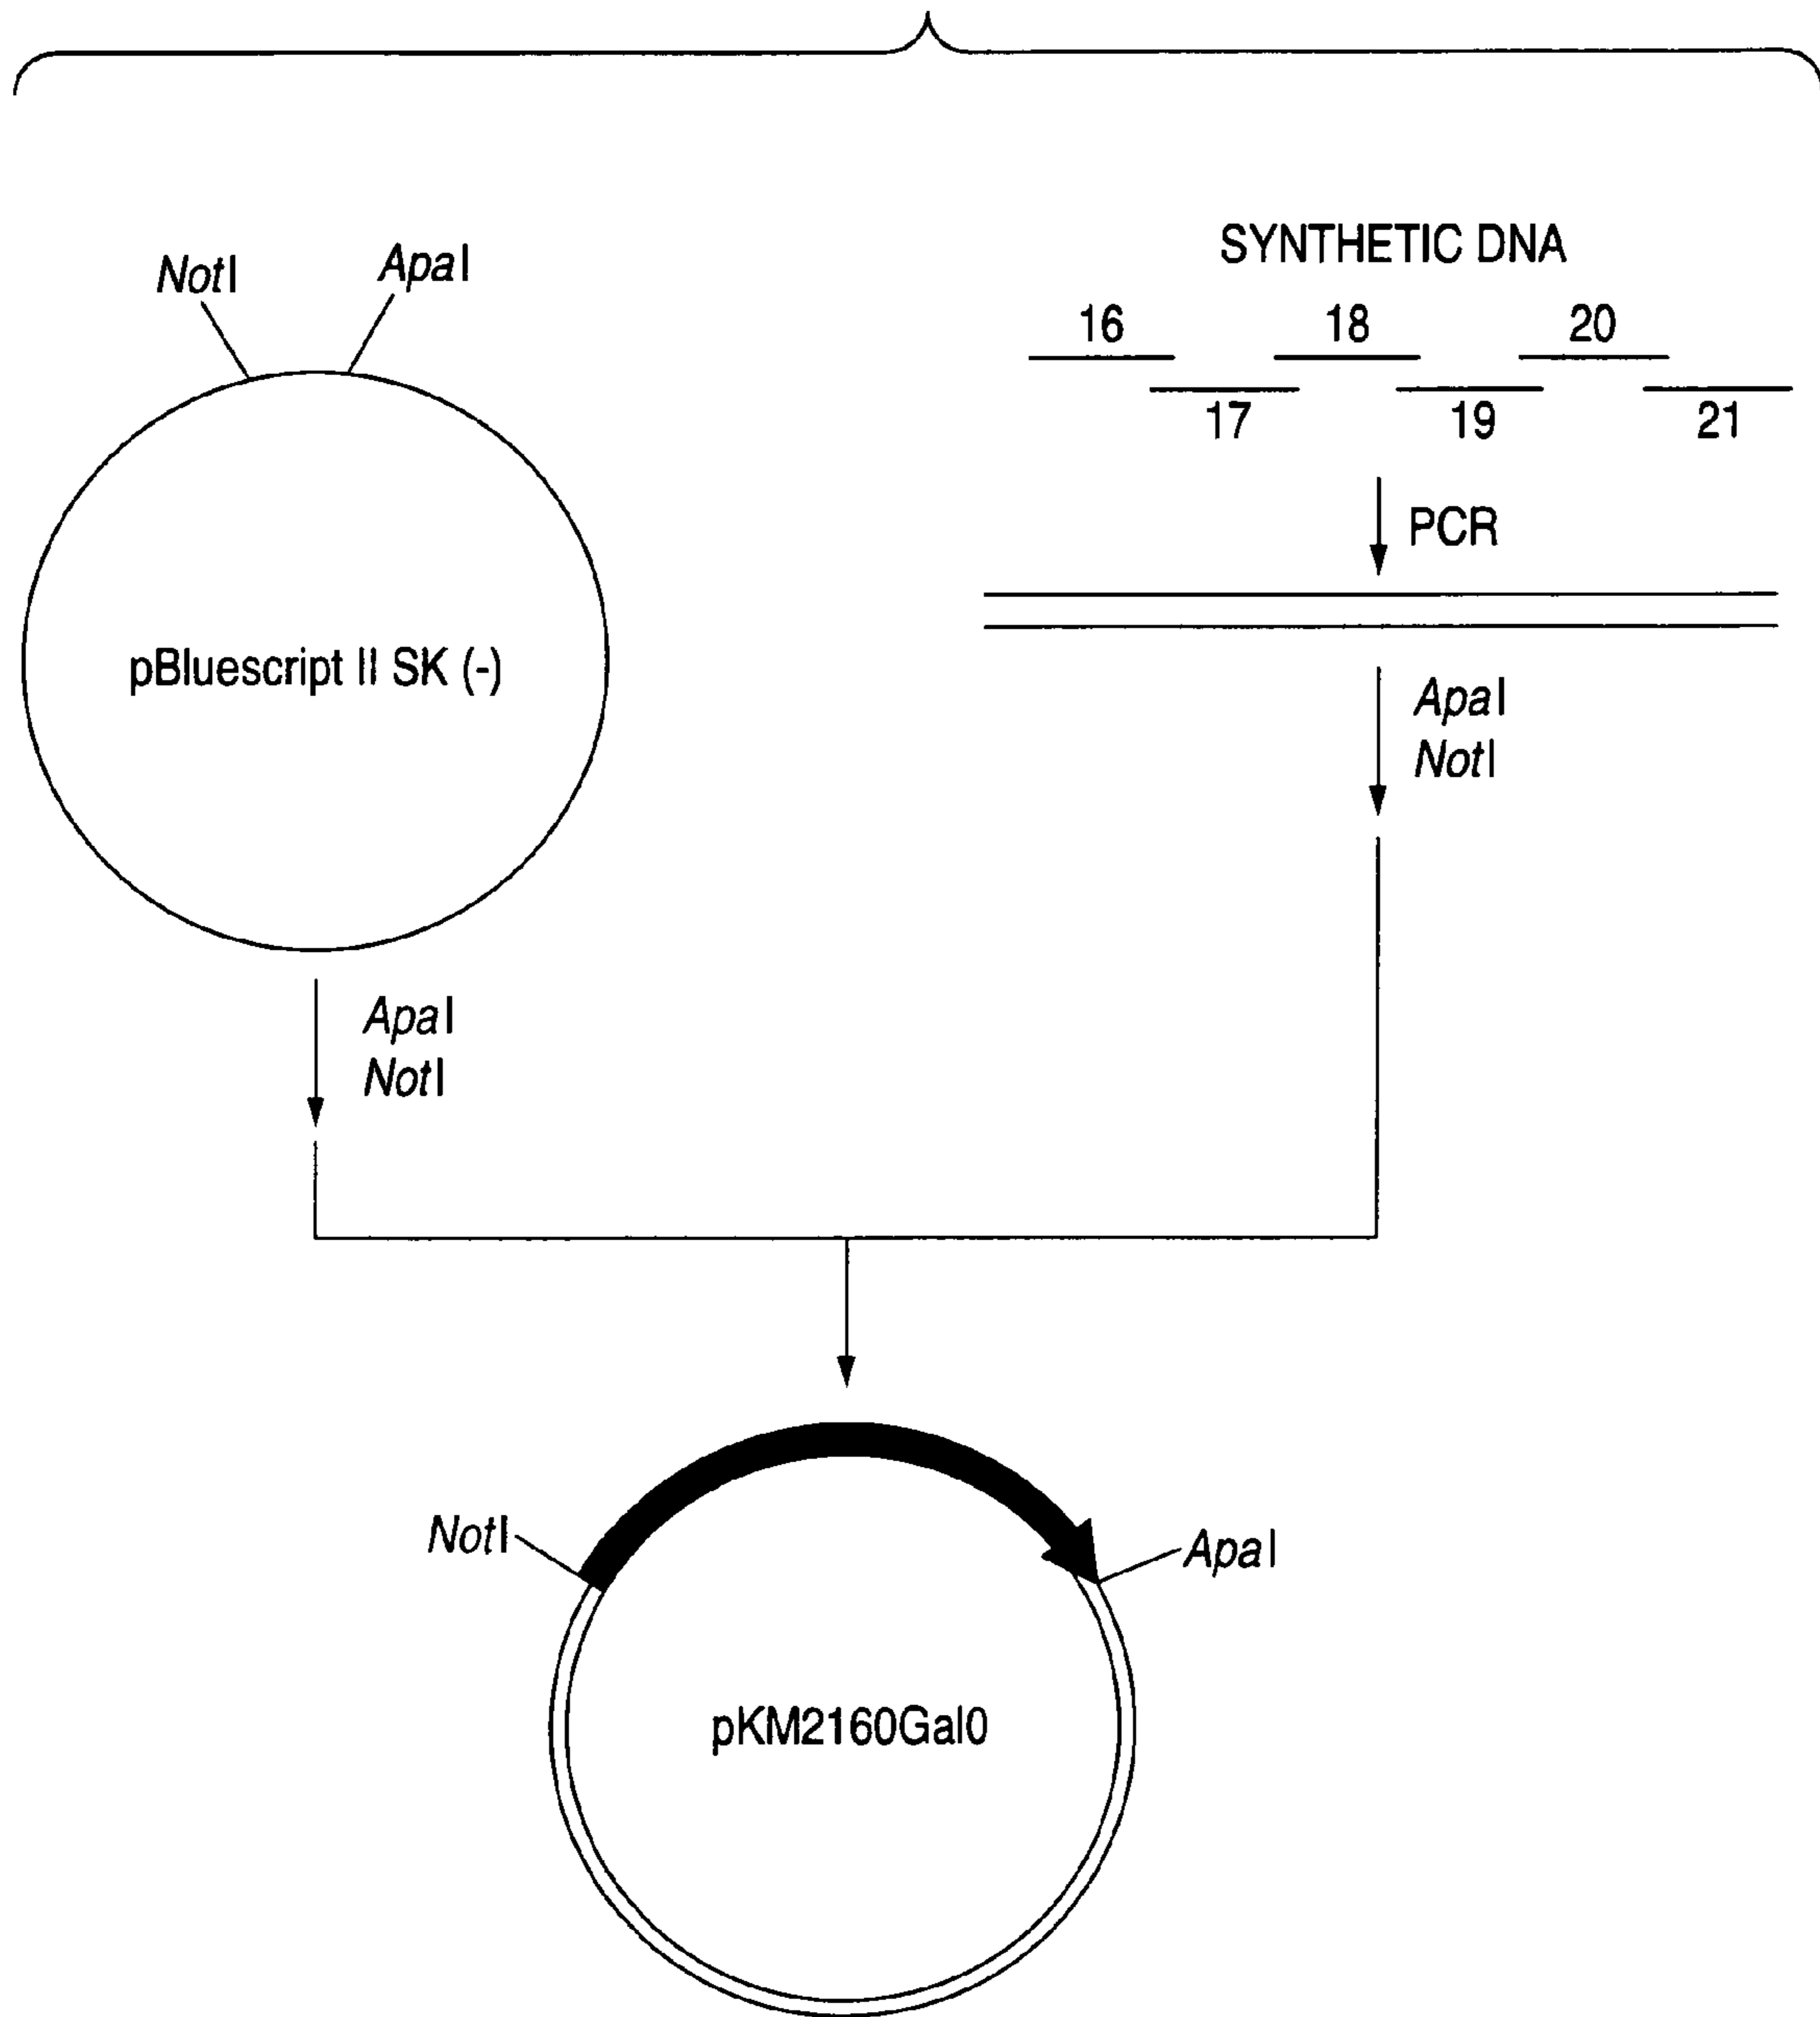 SYNTHETIC DNA
NotI
ApaI
16
18
20
17
19
21
PCR
pBluescript II SK (-)
ApaI
NotI
ApaI
NotI
NotI
ApaI
pKM2160Gal0